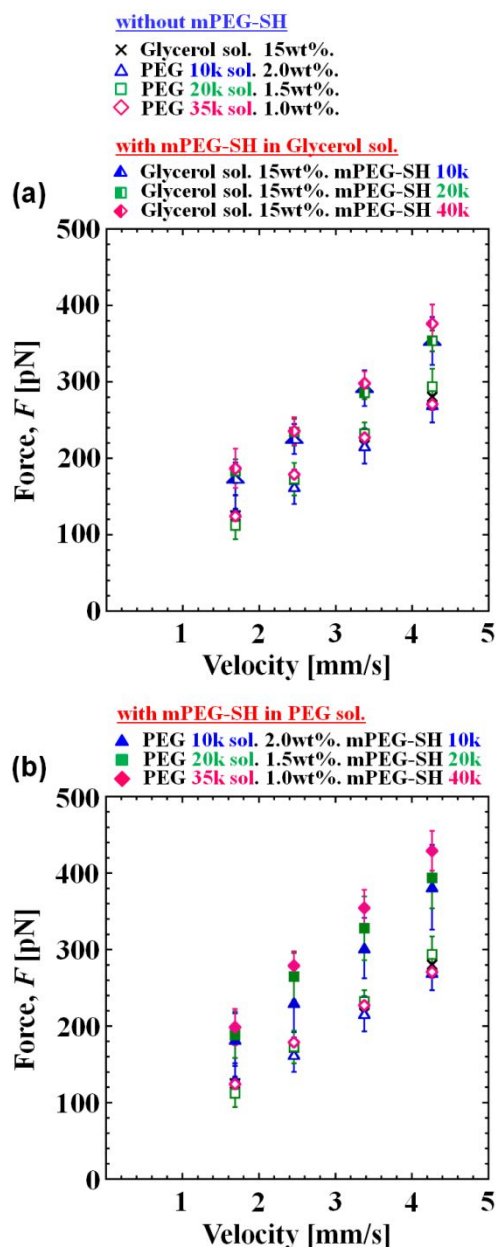 without mPEG-SH
Glycerol sol. 15wt%.
PEG 10k sol. 2.0wt%.
PEG 20k sol. 1.5wt%.
PEG 35k sol. 1.0wt%.
with mPEG-SH in Glycerol sol.
Glycerol sol. 15wt%. mPEG-SH 10k
Glycerol sol. 15wt%. mPEG-SH 20k
Glycerol sol. 15wt%. mPEG-SH 40k
(a)
500
400
300
200
100
0
Force, F [pN]
1 2 3 4 5
Velocity [mm/s]
with mPEG-SH in PEG sol.
PEG 10k sol. 2.0wt%. mPEG-SH 10k
PEG 20k sol. 1.5wt%. mPEG-SH 20k
PEG 35k sol. 1.0wt%. mPEG-SH 40k
(b)
500
400
300
200
100
0
Force, F [pN]
1 2 3 4 5
Velocity [mm/s]